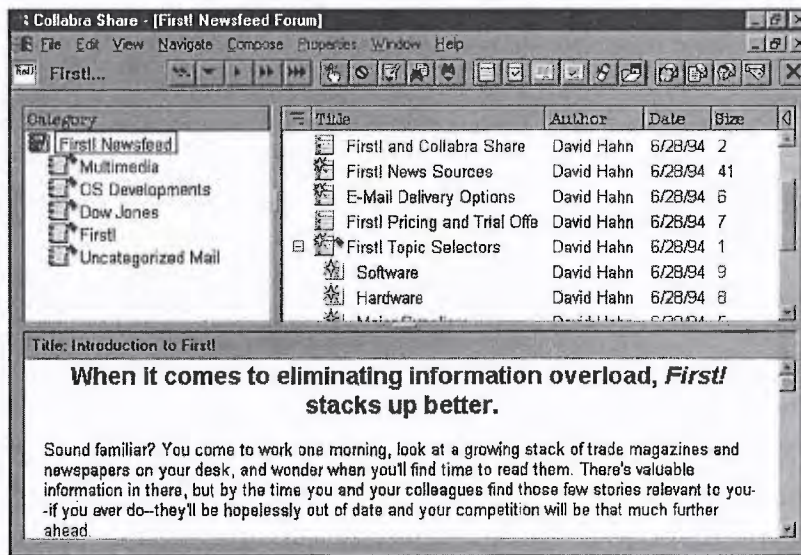 Collabra Share - [First! Newsfeed Forum]
File Edit View Navigate Compose Properties Window Help
First!...
Category
First! Newsfeed
Multimedia
OS Developments
Dow Jones
First!
Uncategorized Mail
Title Author Date Size
First! and Collabra Share David Hahn 6/28/94 2
First! News Sources David Hahn 6/28/94 41
E-Mail Delivery Options David Hahn 6/28/94 6
First! Pricing and Trial Offe David Hahn 6/28/94 7
First! Topic Selectors David Hahn 6/28/94 1
Software David Hahn 6/28/94 9
Hardware David Hahn 6/28/94 8
David Hahn 6/28/94
Title: Introduction to First!
When it comes to eliminating information overload, First!
stacks up better.
Sound familiar? You come to work one morning, look at a growing stack of trade magazines and
newspapers on your desk, and wonder when you'll find time to read them. There's valuable
information in there, but by the time you and your colleagues find those few stories relevant to you-
-if you ever do--they'll be hopelessly out of date and your competition will be that much further
ahead.